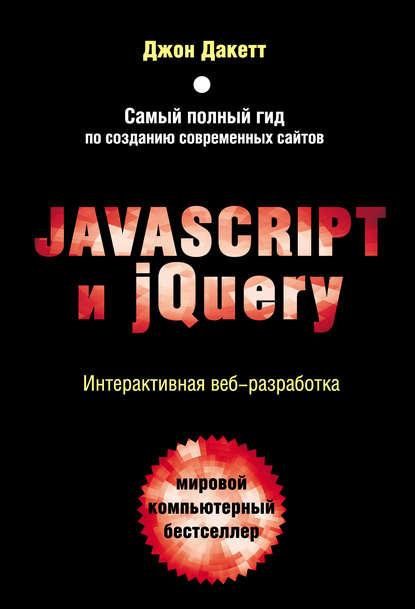 Джон Дакетт
Самый полный гид
по созданию современных сайтов
JAVASCRIPT
и jQuery
Интерактивная веб-разработка
мировой
компьютерный
бестселлер